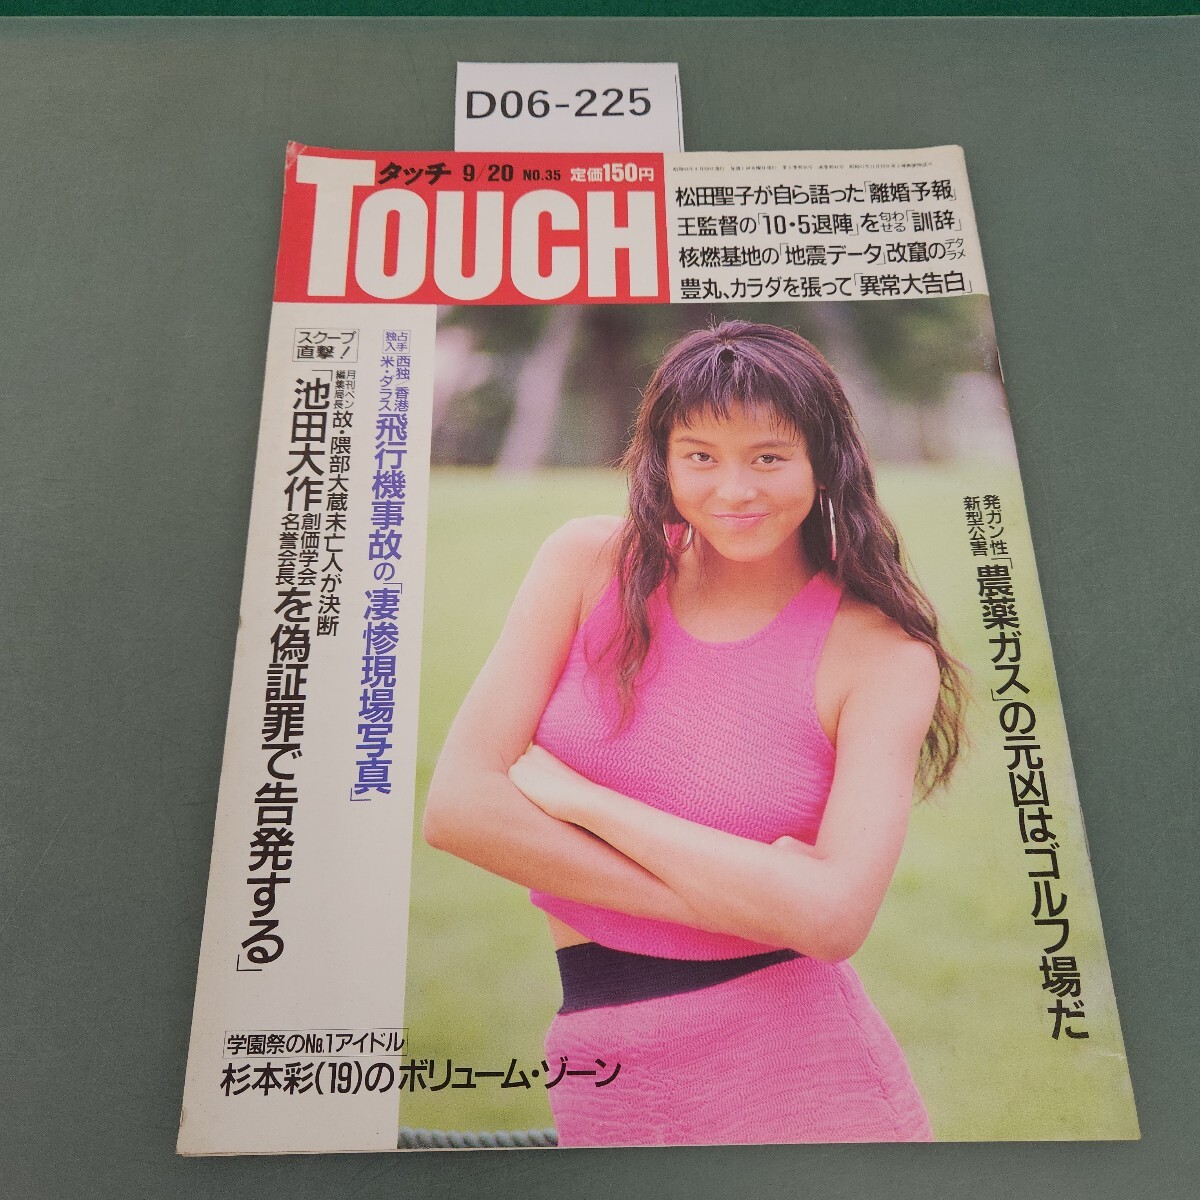 D06-225
タッチ 9/20 NO.35 定価150円
TOUCH
松田聖子が自ら語った「離婚予報」
王監督の「10・5退陣」を匂わせる「訓辞」
核燃基地の「地震データ」改竄のデタラメ
豊丸、カラダを張って「異常大告白」
スクープ直撃!
月刊ペン編集局長故・隈部大蔵未亡人が決断
「池田大作創価学会名誉会長を偽証罪で告発する」
独占入手
西独/香港
米・ダラス
飛行機事故の「凄惨現場写真」
発ガン性
新型公害
「農薬ガス」の元凶はゴルフ場だ
学園祭のNo.1アイドル
杉本彩(19)のボリューム・ゾーン